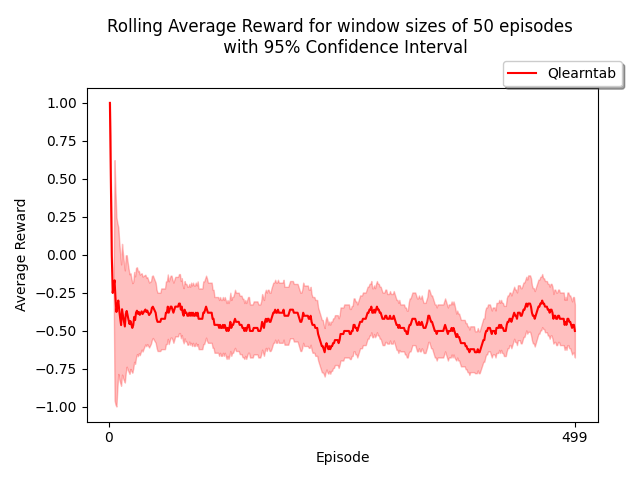 Rolling Average Reward for window sizes of 50 episodes
with 95% Confidence Interval
Qlearntab
1.00
0.75
0.50
0.25
0.00
−0.25
−0.50
−0.75
−1.00
Average Reward
0 499
Episode